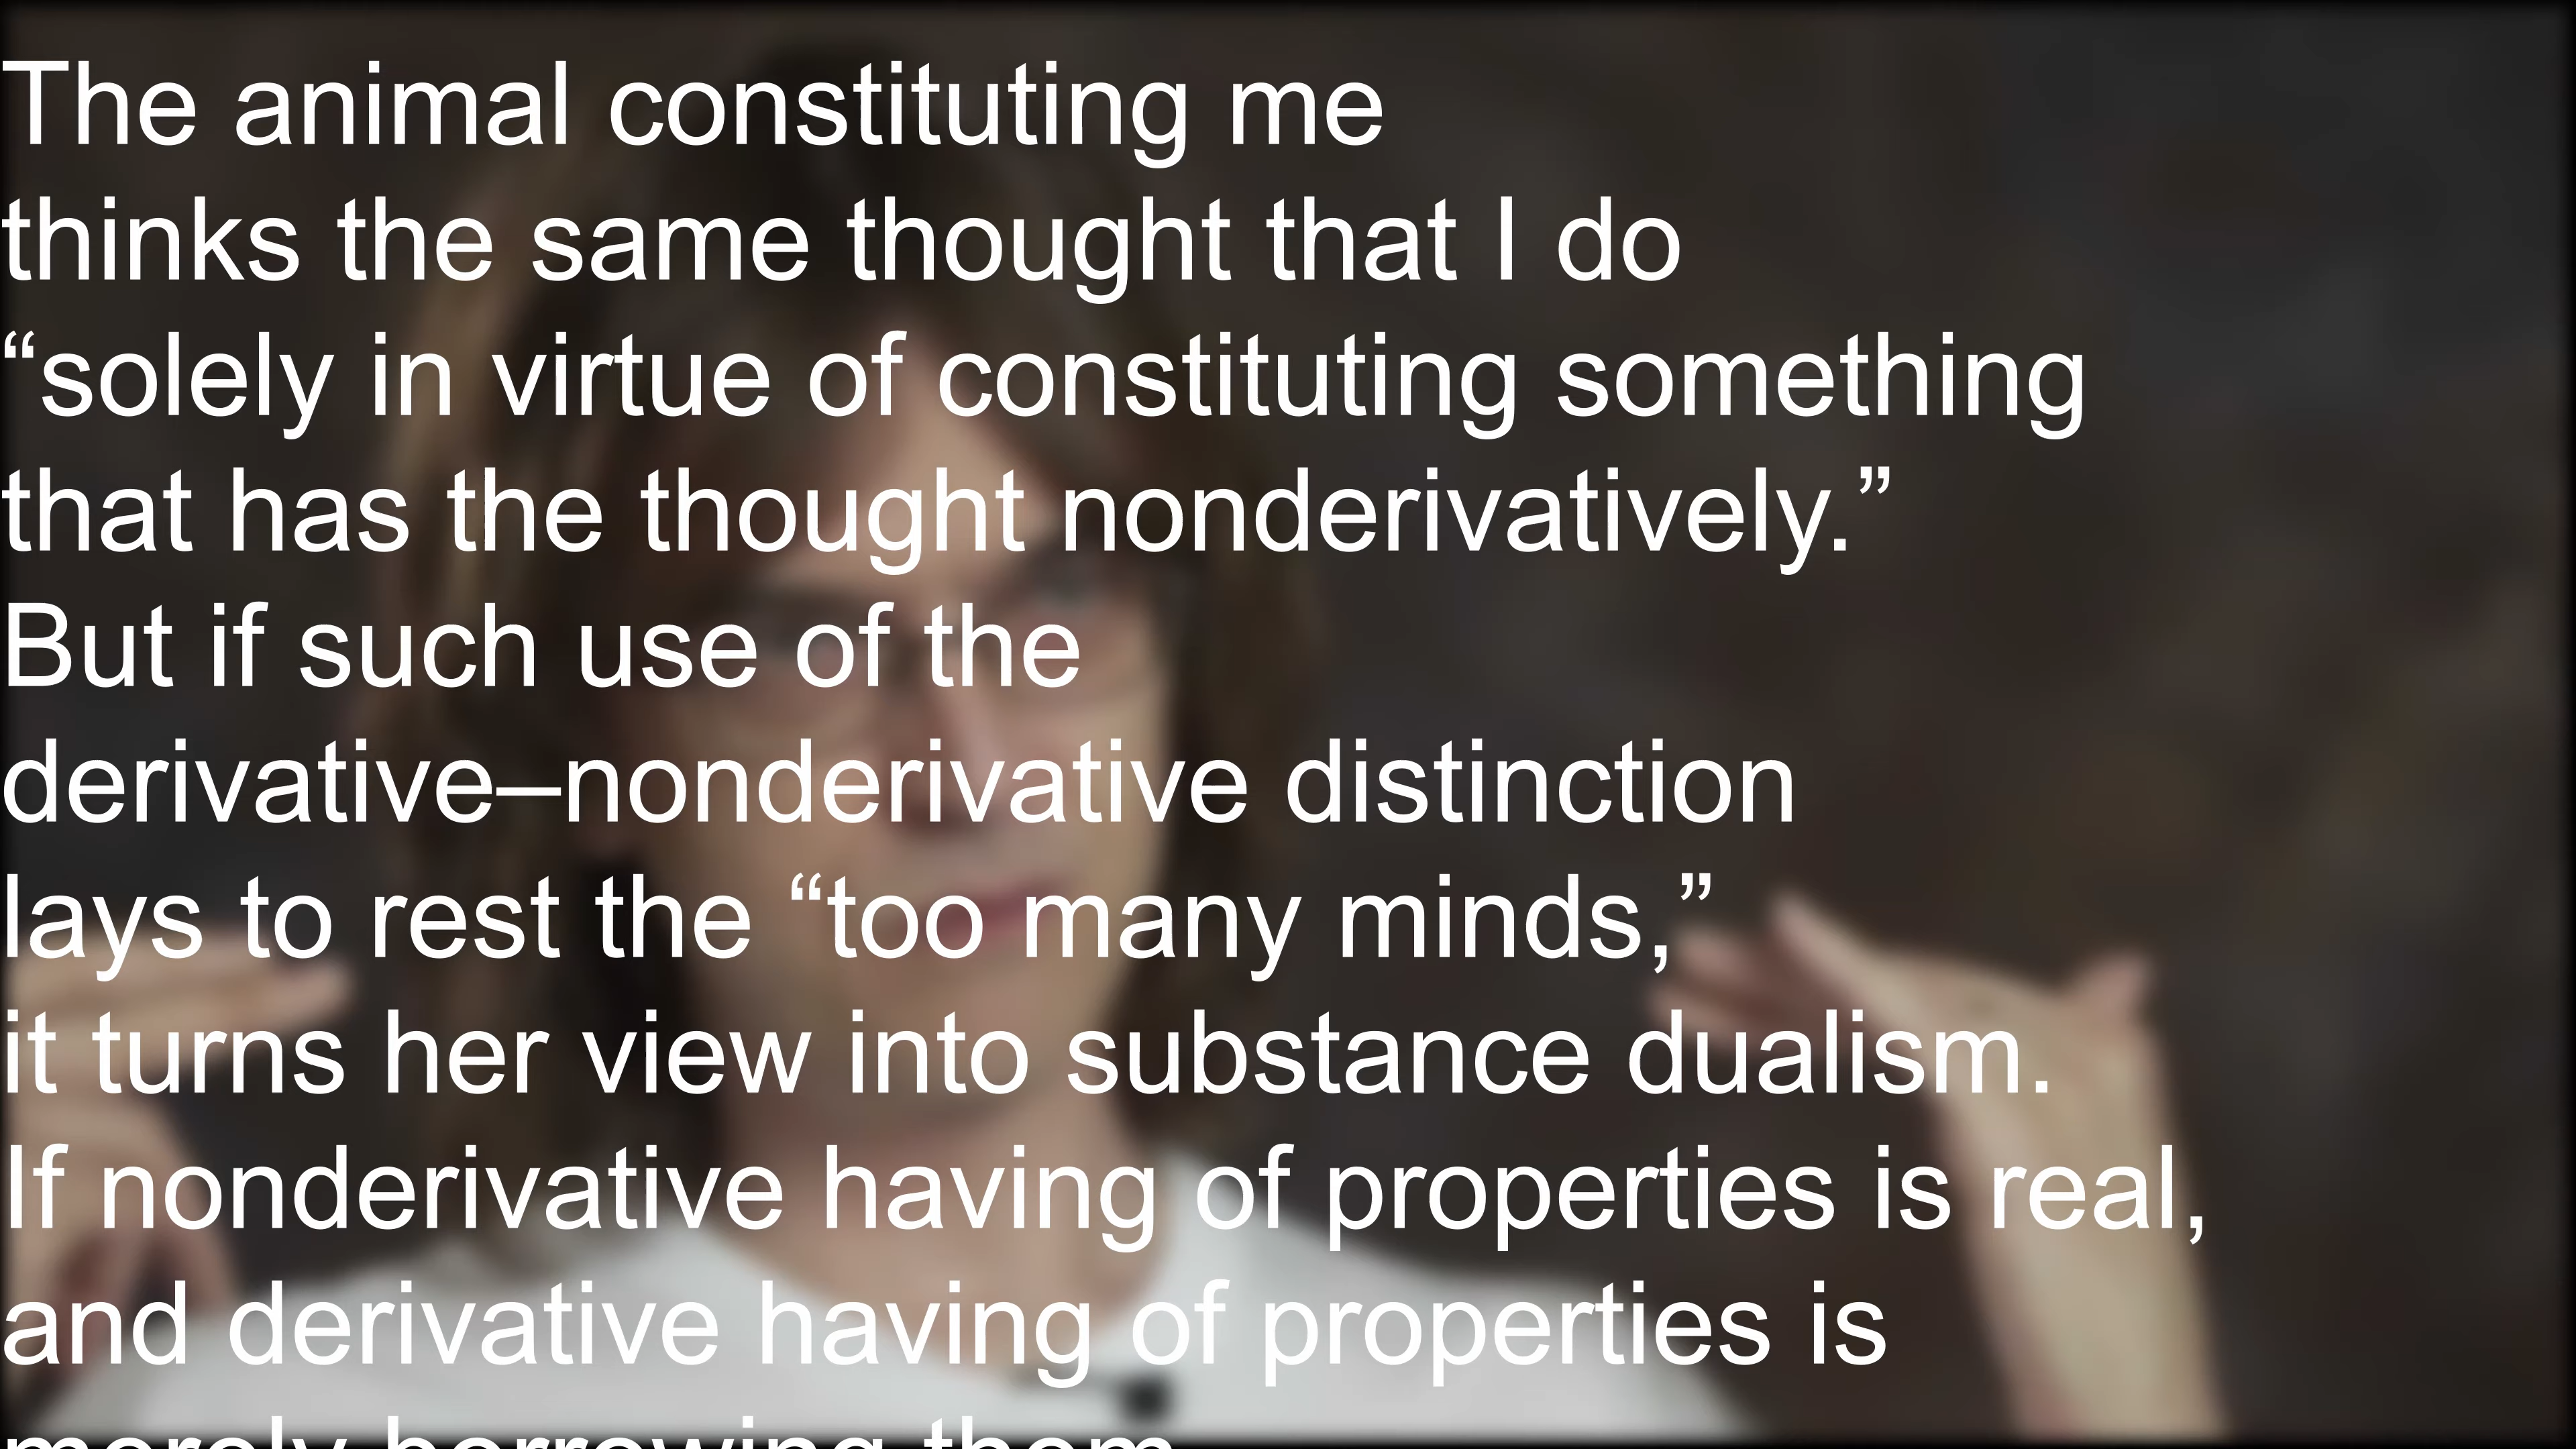 The animal constituting me
thinks the same thought that I do
“solely in virtue of constituting something
that has the thought nonderivatively.”
But if such use of the
derivative–nonderivative distinction
lays to rest the “too many minds,”
it turns her view into substance dualism.
If nonderivative having of properties is real,
and derivative having of properties is
merely borrowing them